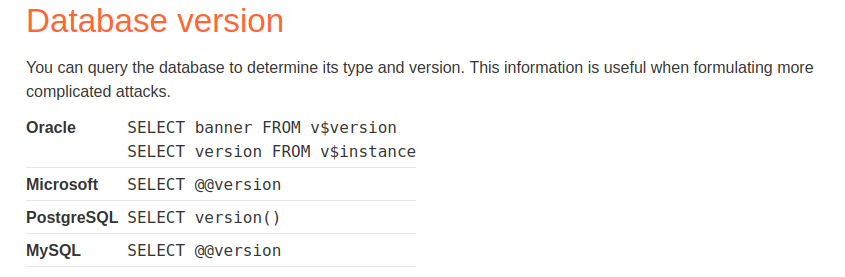 Database version
You can query the database to determine its type and version. This information is useful when formulating more
complicated attacks.
Oracle SELECT banner FROM v$version
SELECT version FROM v$instance
Microsoft SELECT @@version
PostgreSQL SELECT version()
MySQL SELECT @@version